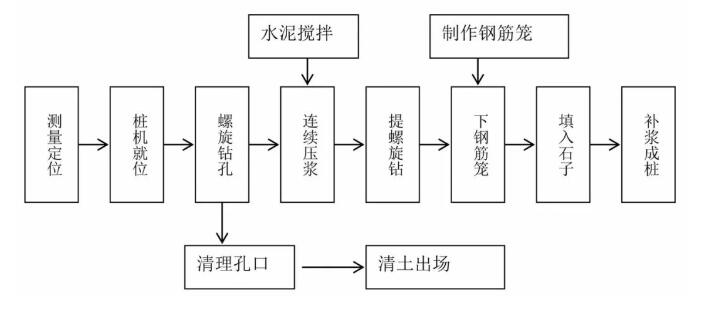 水泥搅拌
制作钢筋笼
测量定位
桩机就位
螺旋钻孔
连续压浆
提螺旋钻
下钢筋笼
填入石子
补浆成桩
清理孔口
清土出场